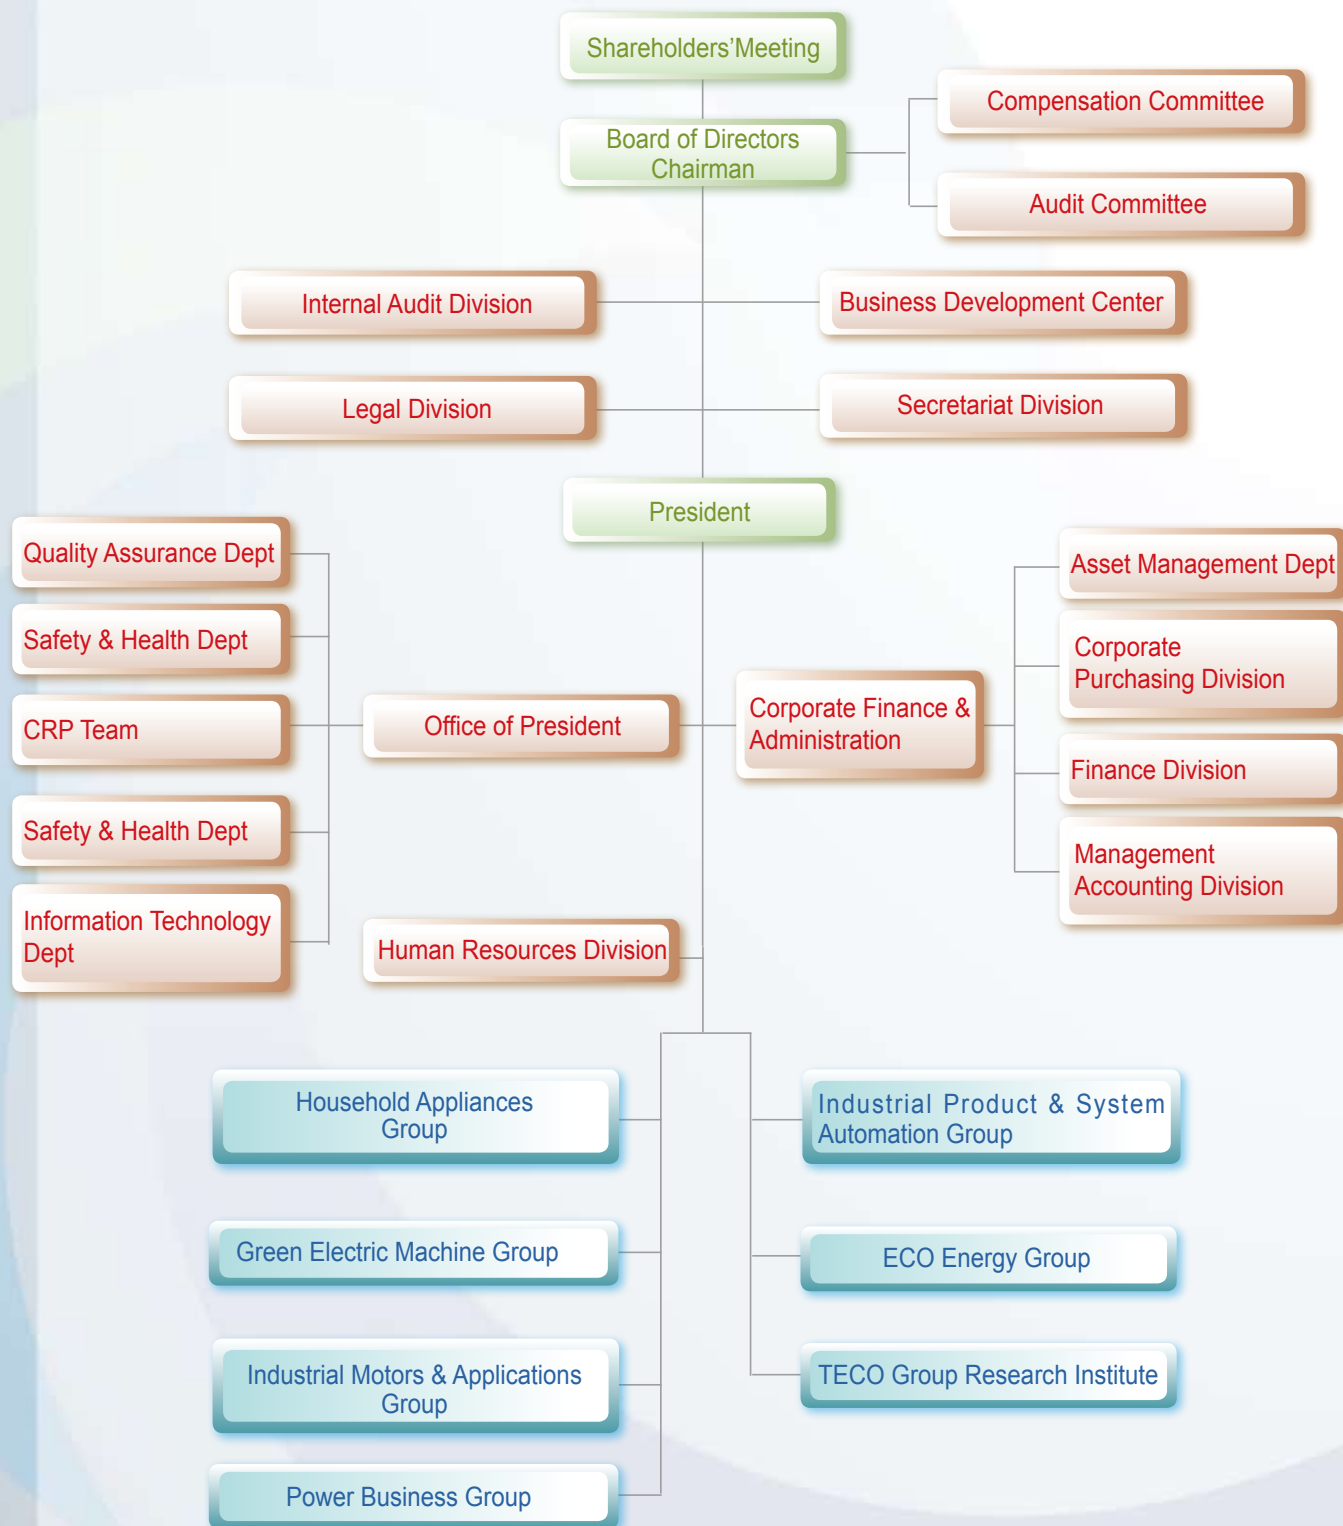 Shareholders'Meeting
Board of Directors
Chairman
Compensation Committee
Audit Committee
Internal Audit Division
Business Development Center
Legal Division
Secretariat Division
President
Quality Assurance Dept
Safety & Health Dept
CRP Team
Safety & Health Dept
Information Technology
Dept
Office of President
Human Resources Division
Corporate Finance &
Administration
Asset Management Dept
Corporate
Purchasing Division
Finance Division
Management
Accounting Division
Household Appliances
Group
Green Electric Machine Group
Industrial Motors & Applications
Group
Power Business Group
Industrial Product & System
Automation Group
ECO Energy Group
TECO Group Research Institute